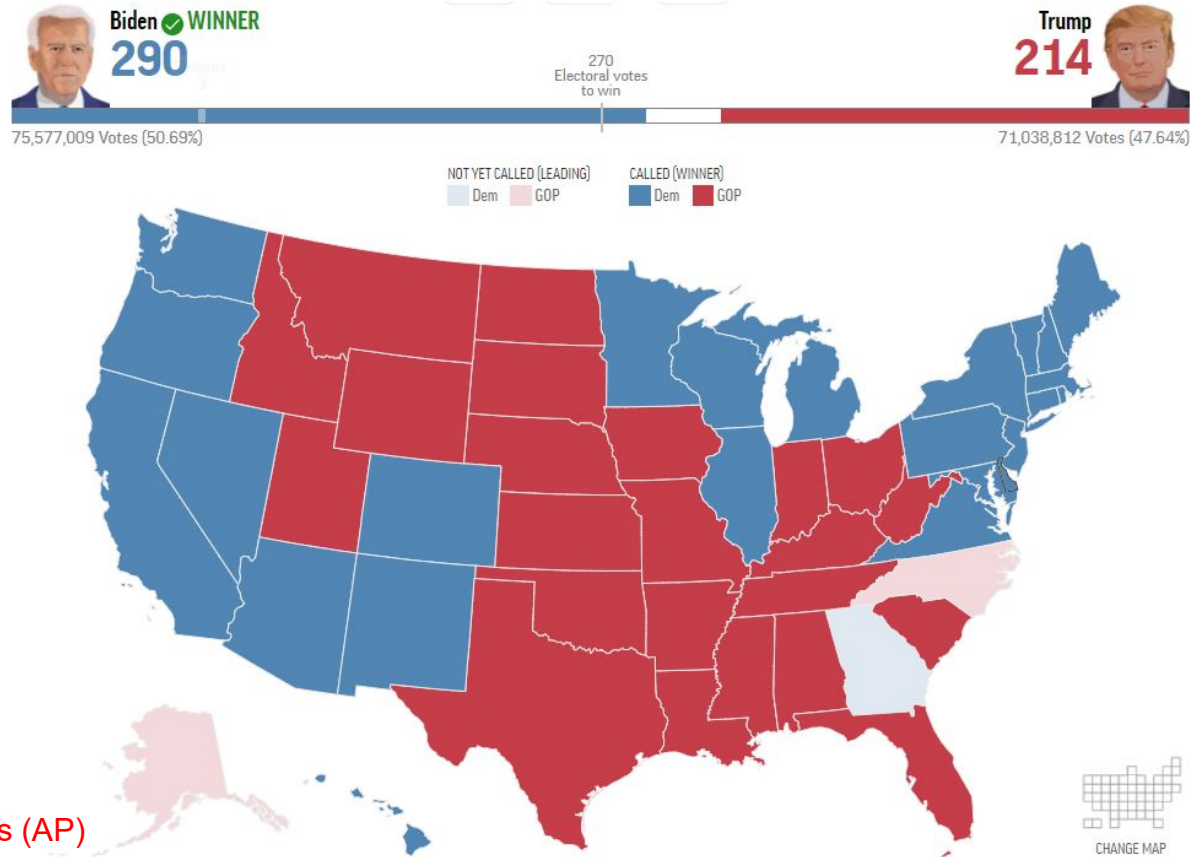 Biden WINNER
290
Trump
214
270
Electoral votes
to win
75,577,009 Votes (50.69%)
71,038,812 Votes (47.64%)
NOT YET CALLED (LEADING)
Dem GOP
CALLED (WINNER)
Dem GOP
s (AP)
CHANGE MAP